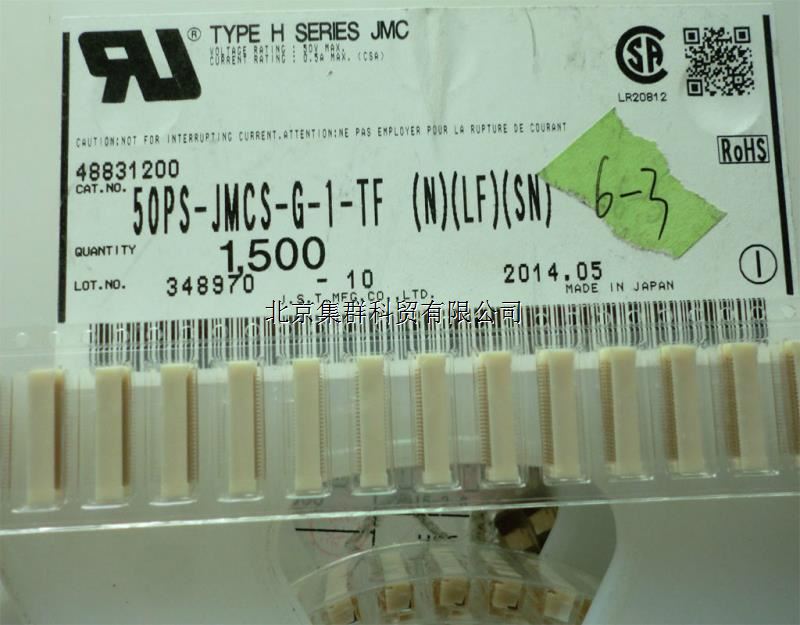 ® TYPE H SERIES JMC
VOLTAGE RATING : 50V MAX.
CURRENT RATING : 0.5A MAX. (CSA)
LR20812
CAUTION:NOT FOR INTERRUPTING CURRENT.ATTENTION:NE PAS EMPLOYER POUR LA RUPTURE DE COURANT
RoHS
48831200
CAT.NO. 50PS-JMCS-G-1-TF (N)(LF)(SN)
6-3
QUANTITY 1,500
LOT.NO. 348970 - 10 2014.05
MADE IN JAPAN
J.S.T.MFG.CO.,LTD.
北京集群科贸有限公司